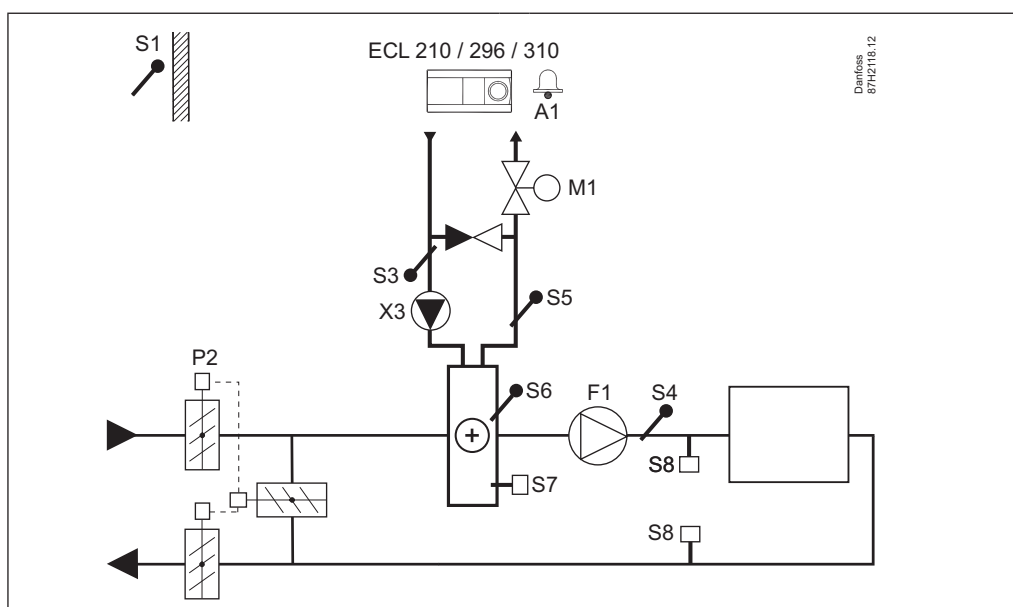 S1
ECL 210 / 296 / 310
A1
Danfoss
87H2118.12
M1
S3
S5
X3
P2
S6
F1
S4
S8
S7
S8